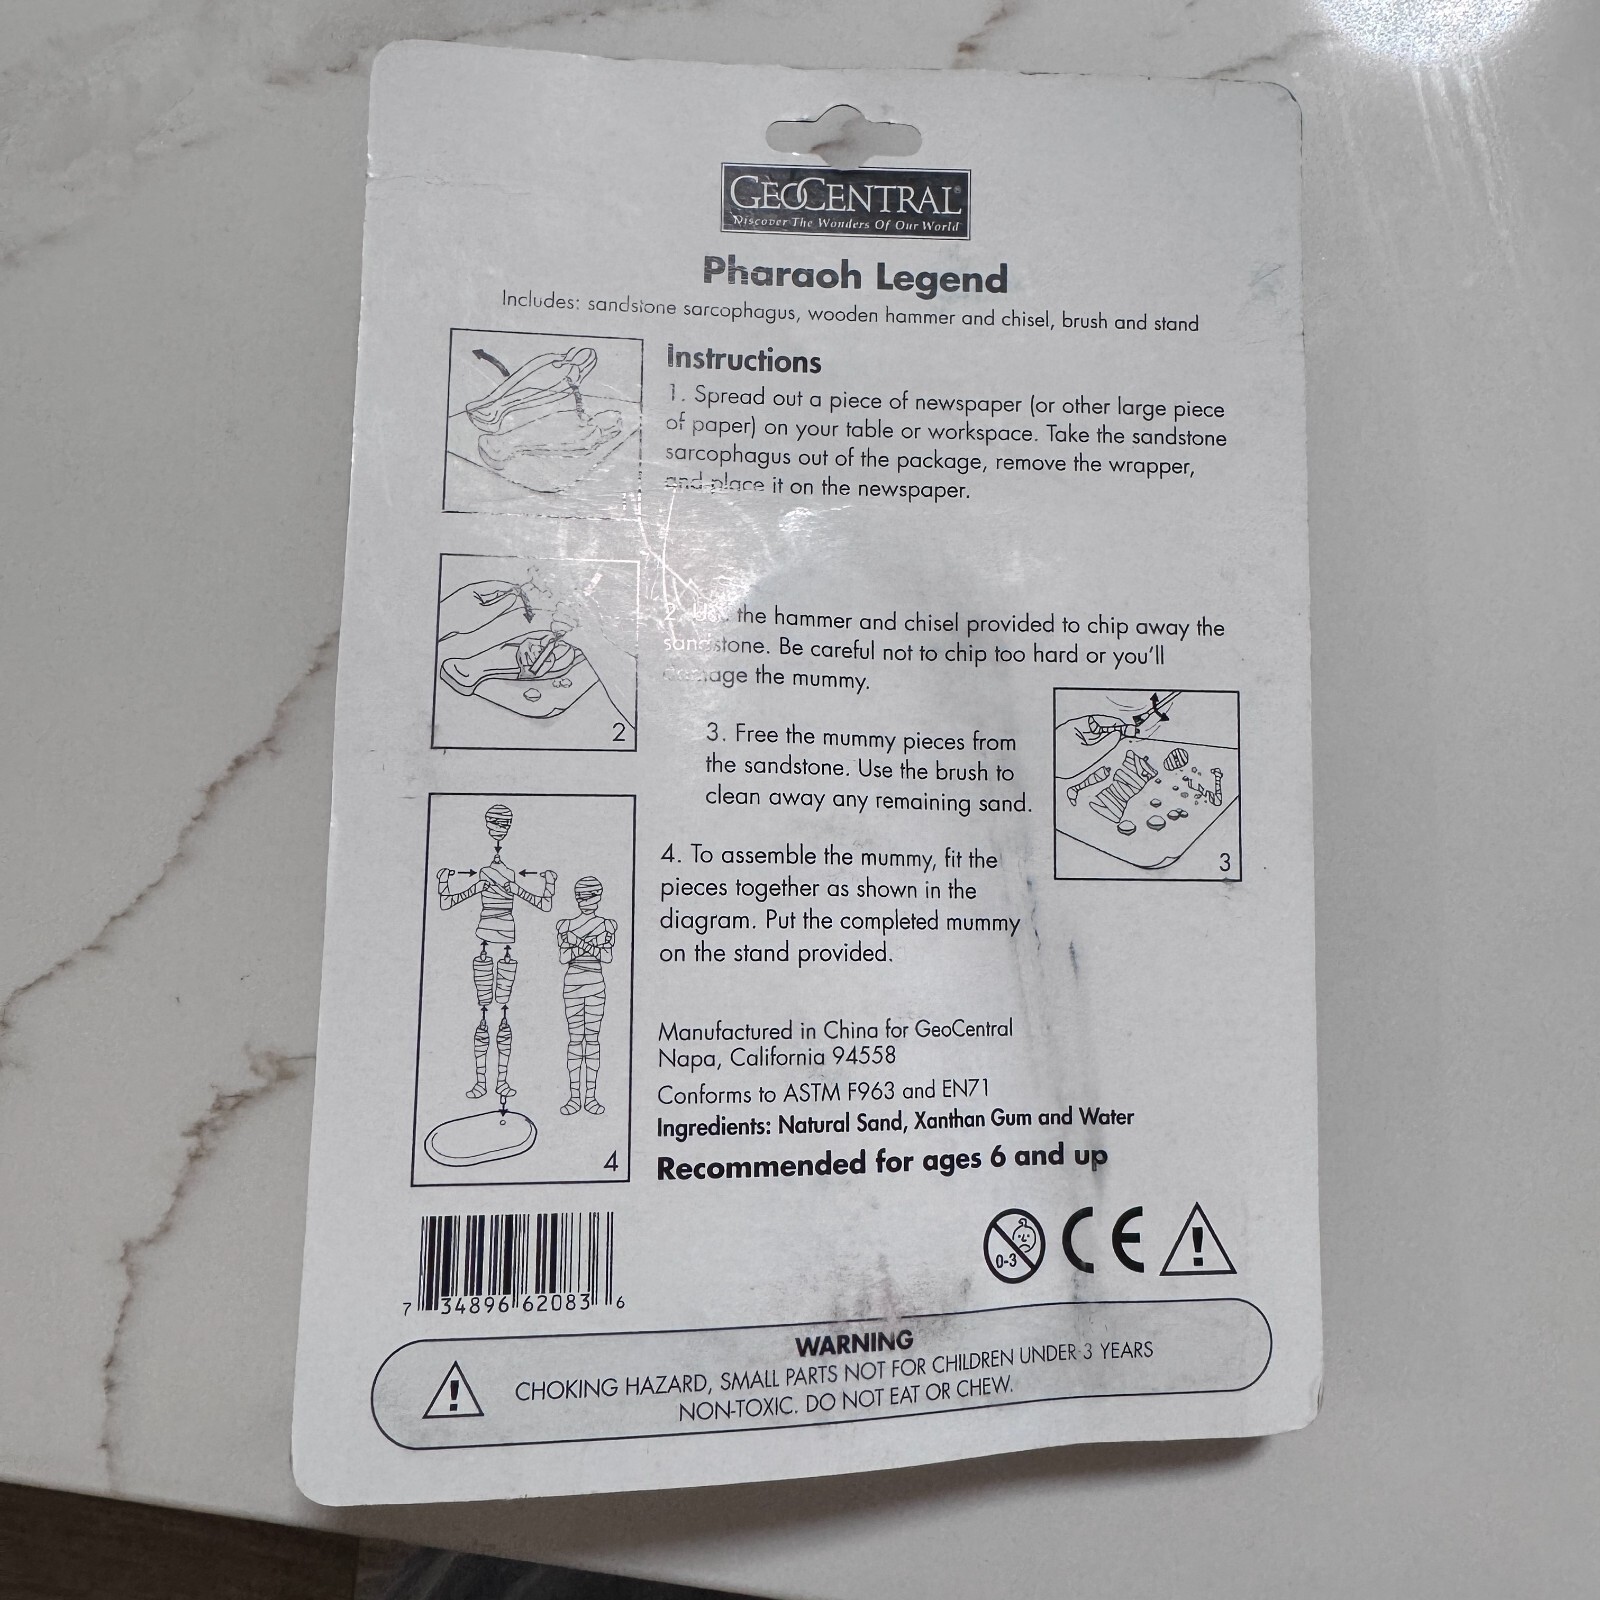 GEOCENTRAL®
Discover The Wonders Of Our World
Pharaoh Legend
Includes: sandstone sarcophagus, wooden hammer and chisel, brush and stand
Instructions
1. Spread out a piece of newspaper (or other large piece
of paper) on your table or workspace. Take the sandstone
sarcophagus out of the package, remove the wrapper,
and place it on the newspaper.
2. Use the hammer and chisel provided to chip away the
sandstone. Be careful not to chip too hard or you'll
damage the mummy.
2
3. Free the mummy pieces from
the sandstone. Use the brush to
clean away any remaining sand.
3
4. To assemble the mummy, fit the
pieces together as shown in the
diagram. Put the completed mummy
on the stand provided.
4
Manufactured in China for GeoCentral
Napa, California 94558
Conforms to ASTM F963 and EN71
Ingredients: Natural Sand, Xanthan Gum and Water
Recommended for ages 6 and up
0-3
CE
!
7 34896 62083 6
WARNING
!
CHOKING HAZARD, SMALL PARTS NOT FOR CHILDREN UNDER 3 YEARS
NON-TOXIC. DO NOT EAT OR CHEW.